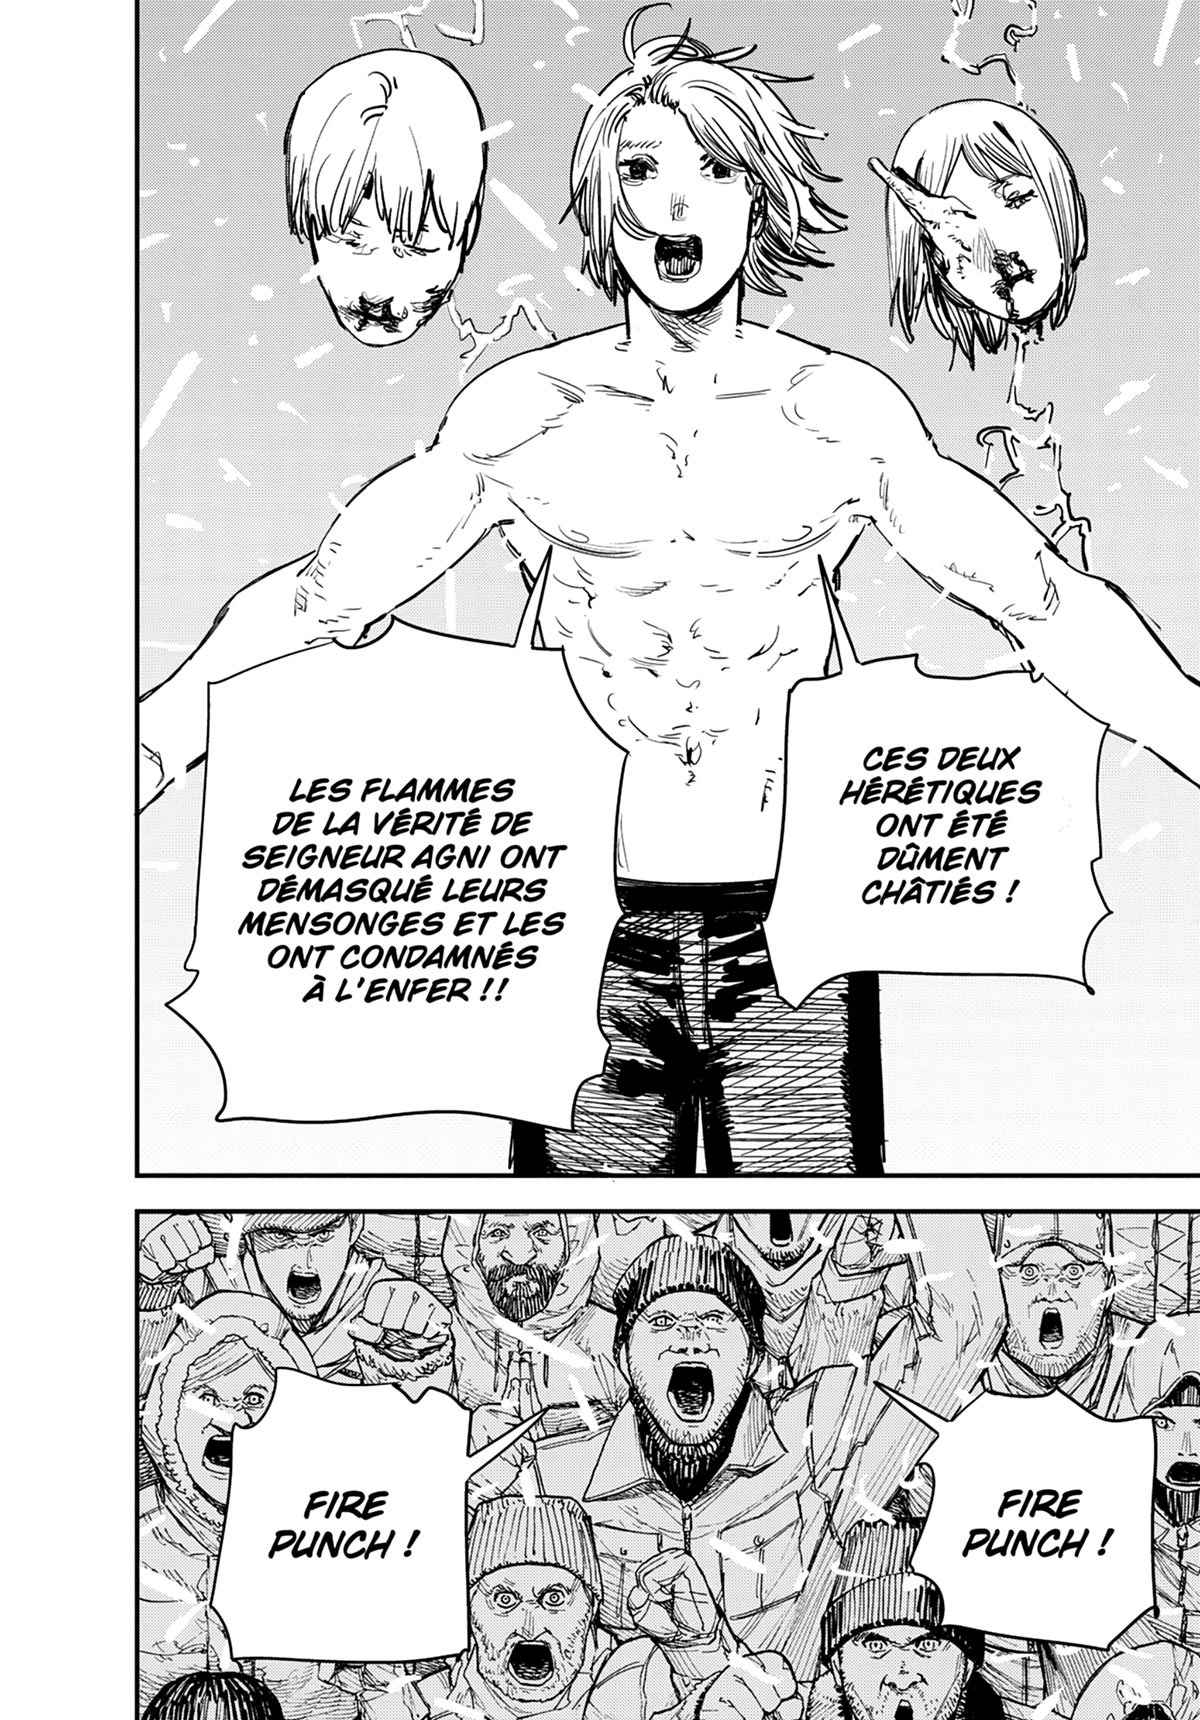 CES DEUX
HÉRÉTIQUES
ONT ÉTÉ
DÛMENT
CHÂTIÉS !
LES FLAMMES
DE LA VÉRITÉ DE
SEIGNEUR AGNI ONT
DÉMASQUÉ LEURS
MENSONGES ET LES
ONT CONDAMNÉS
À L'ENFER !!
FIRE
PUNCH !
FIRE
PUNCH !